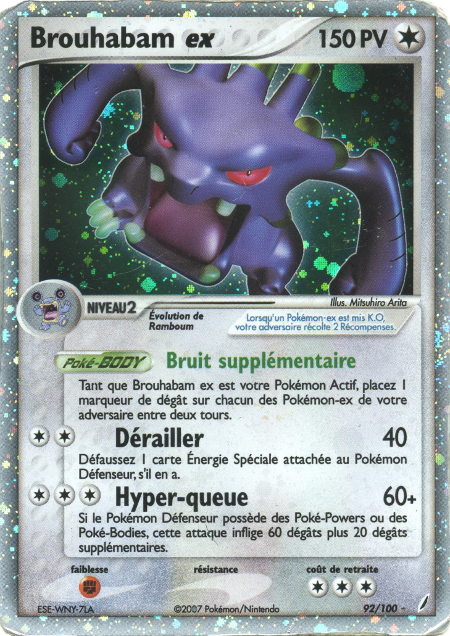 Brouhabam ex 150 PV
Illus. Mitsuhiro Arita
NIVEAU 2
Évolution de
Ramboum
Lorsqu'un Pokémon-ex est mis K.O,
votre adversaire récolte 2 Récompenses.
Poké-BODY Bruit supplémentaire
Tant que Brouhabam ex est votre Pokémon Actif, placez 1
marqueur de dégât sur chacun des Pokémon-ex de votre
adversaire entre deux tours.
Dérailler 40
Défaussez 1 carte Énergie Spéciale attachée au Pokémon
Défenseur, s'il en a.
Hyper-queue 60+
Si le Pokémon Défenseur possède des Poké-Powers ou des
Poké-Bodies, cette attaque inflige 60 dégâts plus 20 dégâts
supplémentaires.
faiblesse résistance coût de retraite
ESE-WNY-7LA ©2007 Pokémon/Nintendo 92/100